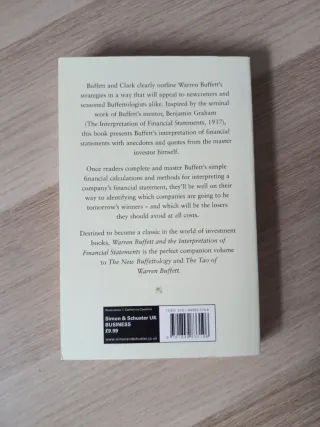 Buffett and Clark clearly outline Warren Buffett's
strategies in a way that will appeal to newcomers and
seasoned Buffettologists alike. Inspired by the seminal
work of Buffett's mentor, Benjamin Graham
(The Interpretation of Financial Statements, 1937),
this book presents Buffett's interpretation of financial
statements with anecdotes and quotes from the master
investor himself.
Once readers complete and master Buffett's simple
financial calculations and methods for interpreting a
company's financial statement, they'll be well on their
way to identifying which companies are going to be
tomorrow's winners – and which will be the losers
they should avoid at all costs.
Destined to become a classic in the world of investment
books, Warren Buffett and the Interpretation of
Financial Statements is the perfect companion volume
to The New Buffettology and The Tao of
Warren Buffett.
Simon & Schuster UK
BUSINESS
£9.99
www.simonandschuster.co.uk